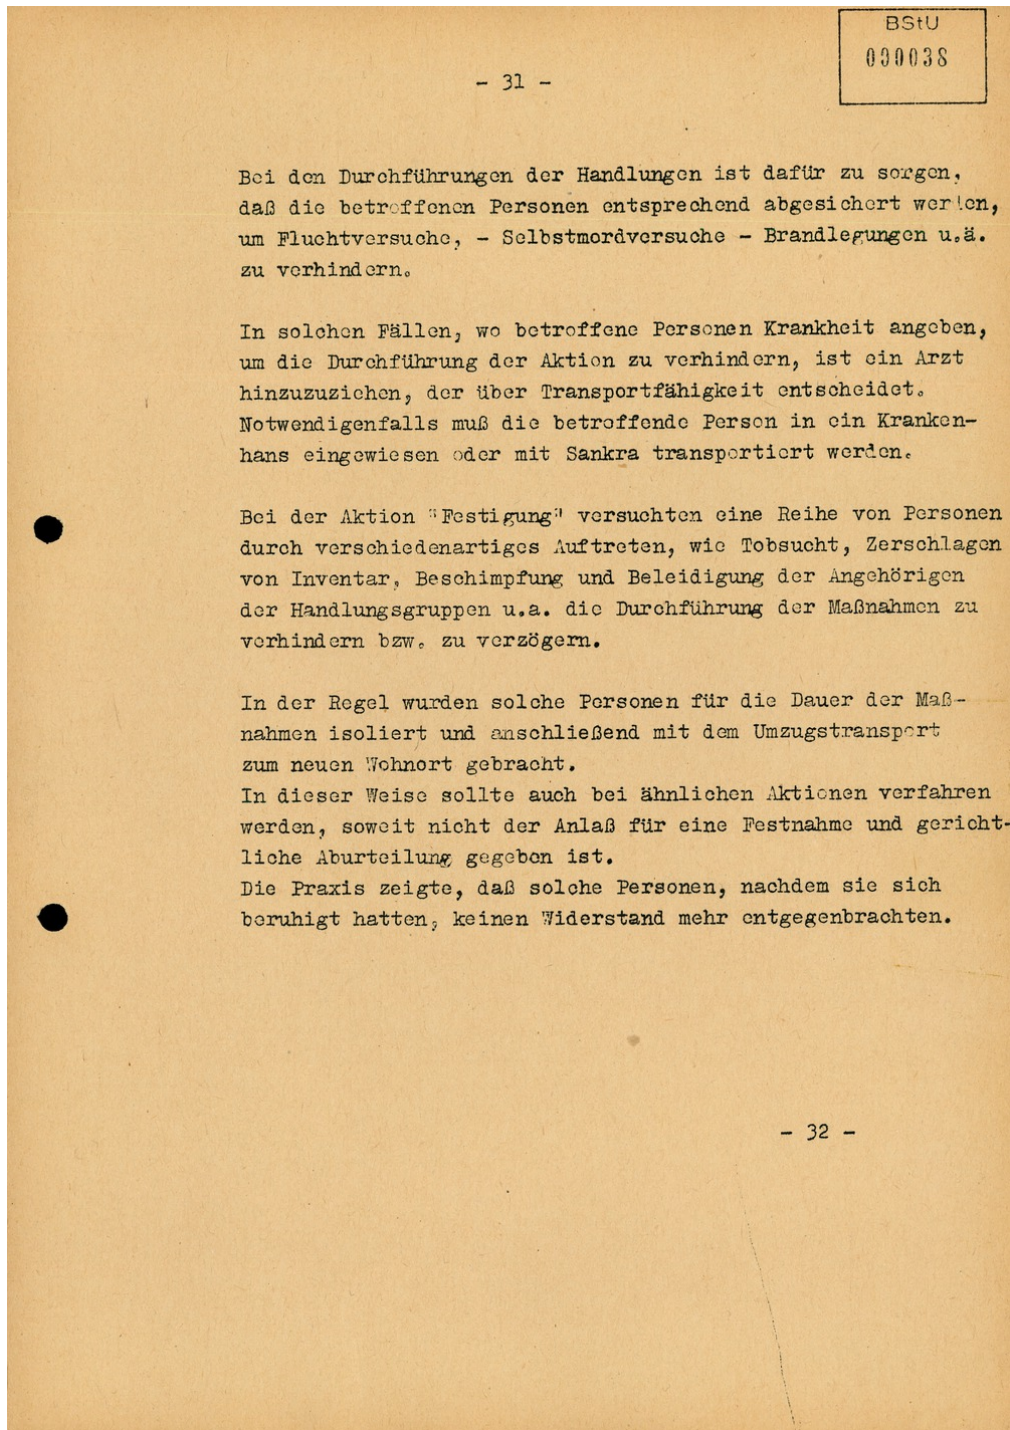 BStU
000038
- 31 -
Bei den Durchführungen der Handlungen ist dafür zu sorgen,
daß die betroffenen Personen entsprechend abgesichert werden,
um Fluchtversuche, - Selbstmordversuche - Brandlegungen u.ä.
zu verhindern.
In solchen Fällen, wo betroffene Personen Krankheit angeben,
um die Durchführung der Aktion zu verhindern, ist ein Arzt
hinzuzuziehen, der über Transportfähigkeit entscheidet.
Notwendigenfalls muß die betroffende Person in ein Kranken-
hans eingewiesen oder mit Sankra transportiert werden.
Bei der Aktion "Festigung" versuchten eine Reihe von Personen
durch verschiedenartiges Auftreten, wie Tobsucht, Zerschlagen
von Inventar, Beschimpfung und Beleidigung der Angehörigen
der Handlungsgruppen u.a. die Durchführung der Maßnahmen zu
verhindern bzw. zu verzögern.
In der Regel wurden solche Personen für die Dauer der Maß-
nahmen isoliert und anschließend mit dem Umzugstransport
zum neuen Wohnort gebracht.
In dieser Weise sollte auch bei ähnlichen Aktionen verfahren
werden, soweit nicht der Anlaß für eine Festnahme und gericht-
liche Aburteilung gegeben ist.
Die Praxis zeigte, daß solche Personen, nachdem sie sich
beruhigt hatten, keinen Widerstand mehr entgegenbrachten.
- 32 -